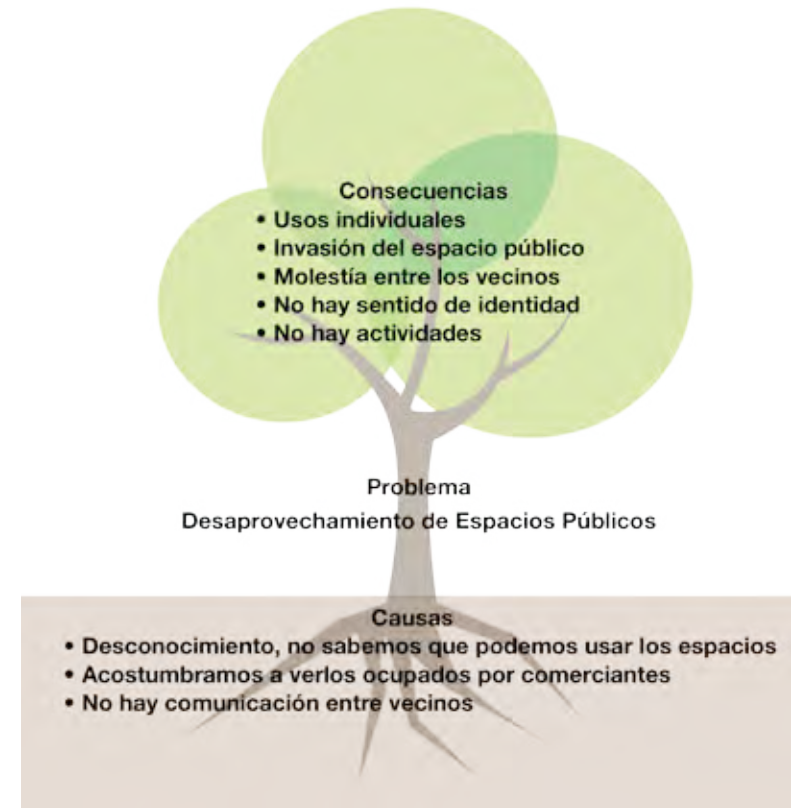 Consecuencias
• Usos individuales
• Invasión del espacio público
• Molestía entre los vecinos
• No hay sentido de identidad
• No hay actividades
Problema
Desaprovechamiento de Espacios Públicos
Causas
• Desconocimiento, no sabemos que podemos usar los espacios
• Acostumbramos a verlos ocupados por comerciantes
• No hay comunicación entre vecinos